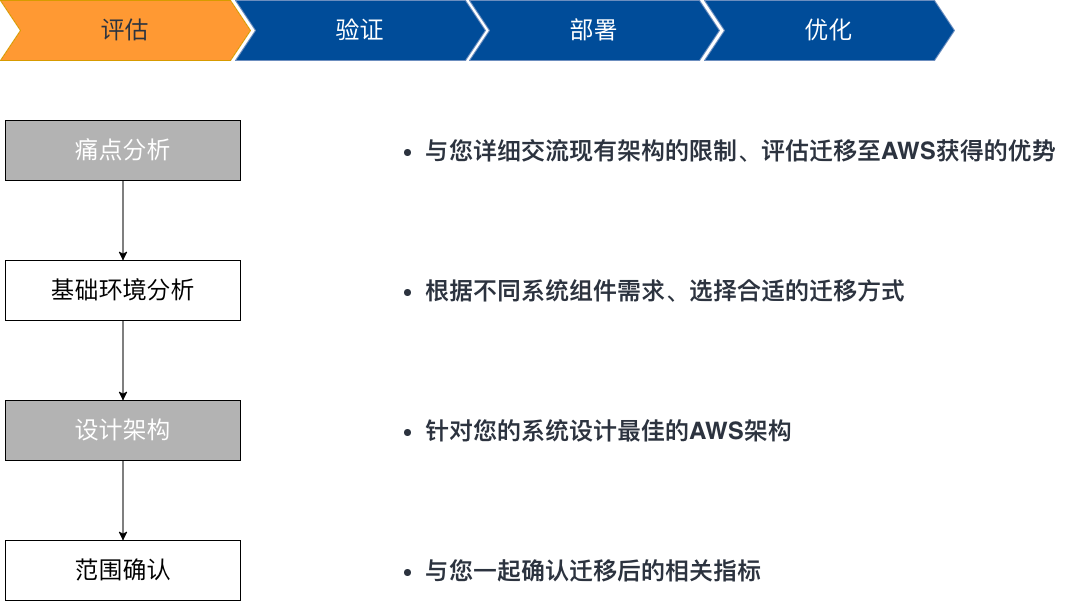 评估
验证
部署
优化
痛点分析
• 与您详细交流现有架构的限制、评估迁移至AWS获得的优势
基础环境分析
• 根据不同系统组件需求、选择合适的迁移方式
设计架构
• 针对您的系统设计最佳的AWS架构
范围确认
• 与您一起确认迁移后的相关指标